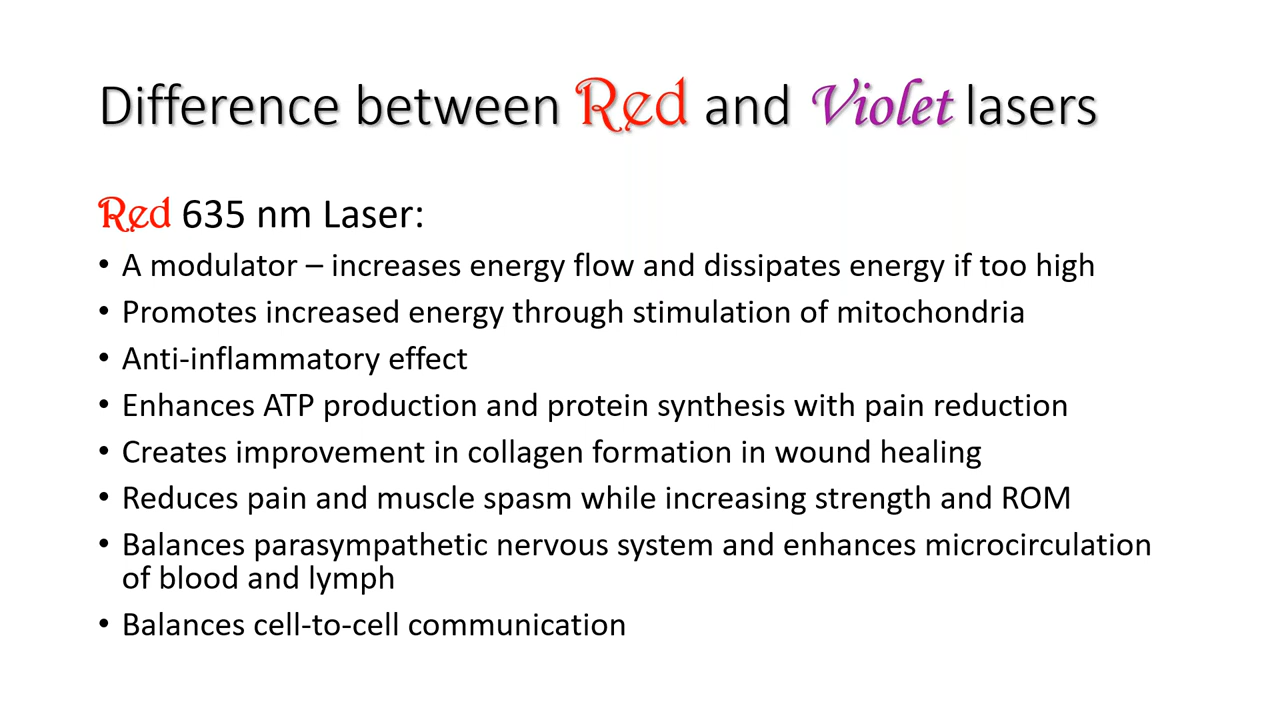 Difference between Red and Violet lasers
Red 635 nm Laser:
• A modulator – increases energy flow and dissipates energy if too high
• Promotes increased energy through stimulation of mitochondria
• Anti-inflammatory effect
• Enhances ATP production and protein synthesis with pain reduction
• Creates improvement in collagen formation in wound healing
• Reduces pain and muscle spasm while increasing strength and ROM
• Balances parasympathetic nervous system and enhances microcirculation
of blood and lymph
• Balances cell-to-cell communication